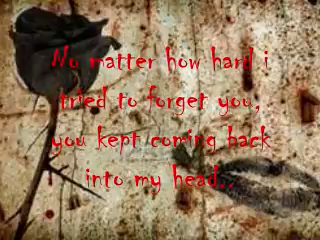 No matter how hard i
tried to forget you,
you kept coming back
into my head..